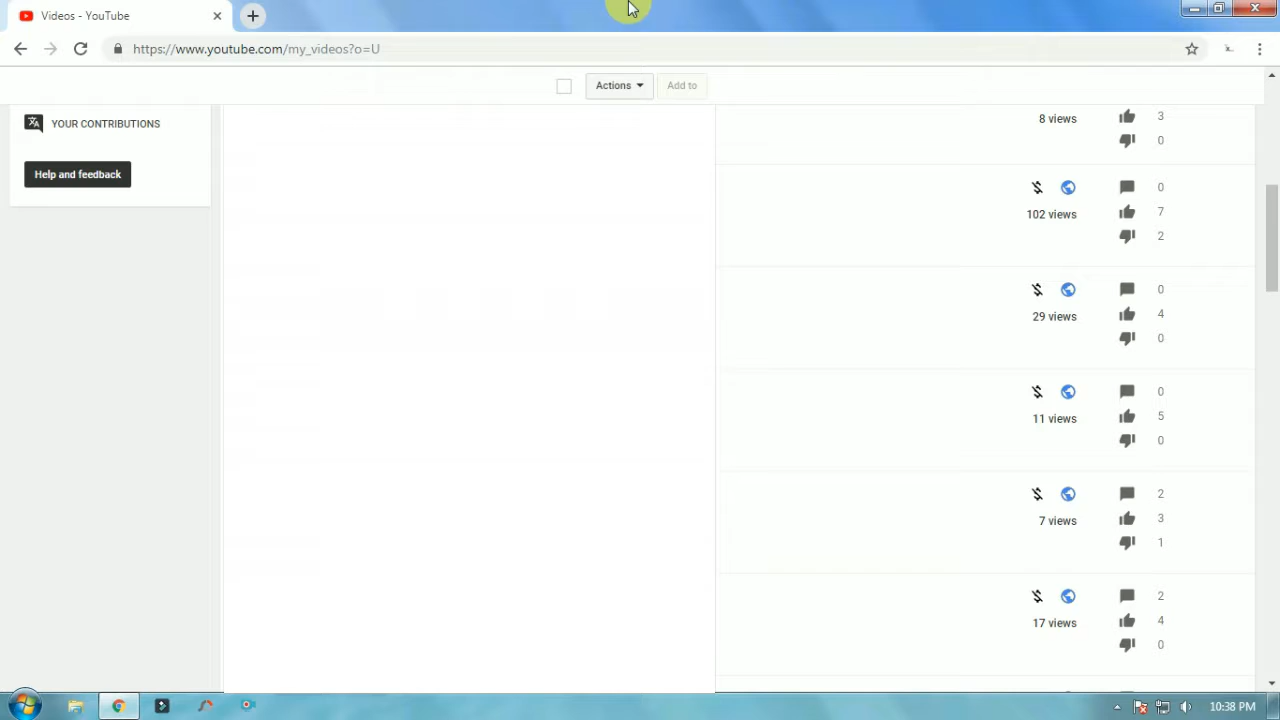 Videos - YouTube
https://www.youtube.com/my_videos?o=U
Actions
Add to
YOUR CONTRIBUTIONS
Help and feedback
8 views
3
0
0
102 views
7
2
0
29 views
4
0
0
11 views
5
0
2
7 views
3
1
2
17 views
4
0
10:38 PM